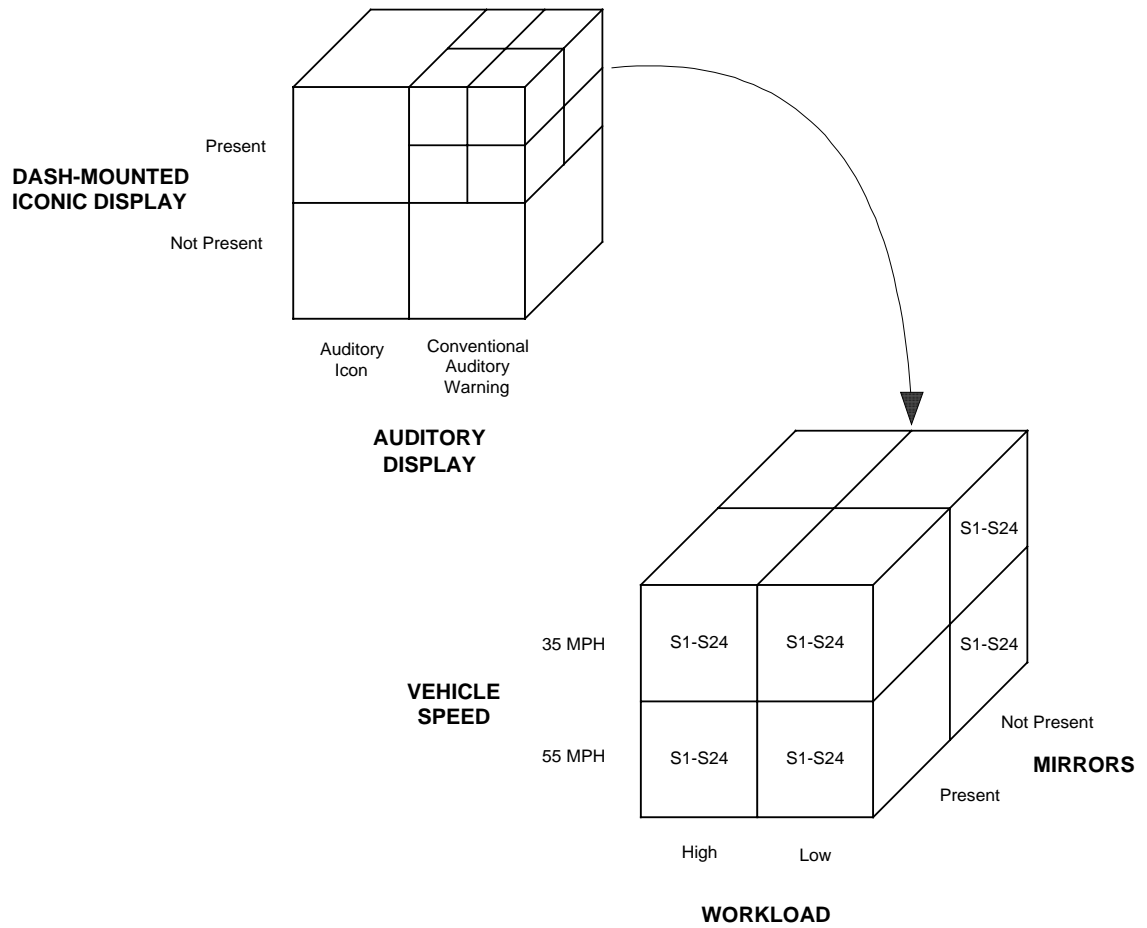 Present
DASH-MOUNTED
ICONIC DISPLAY
Not Present
Auditory
Icon
Conventional
Auditory
Warning
AUDITORY
DISPLAY
S1-S24
35 MPH
S1-S24
S1-S24
S1-S24
VEHICLE
SPEED
55 MPH
S1-S24
S1-S24
Not Present
MIRRORS
Present
High
Low
WORKLOAD